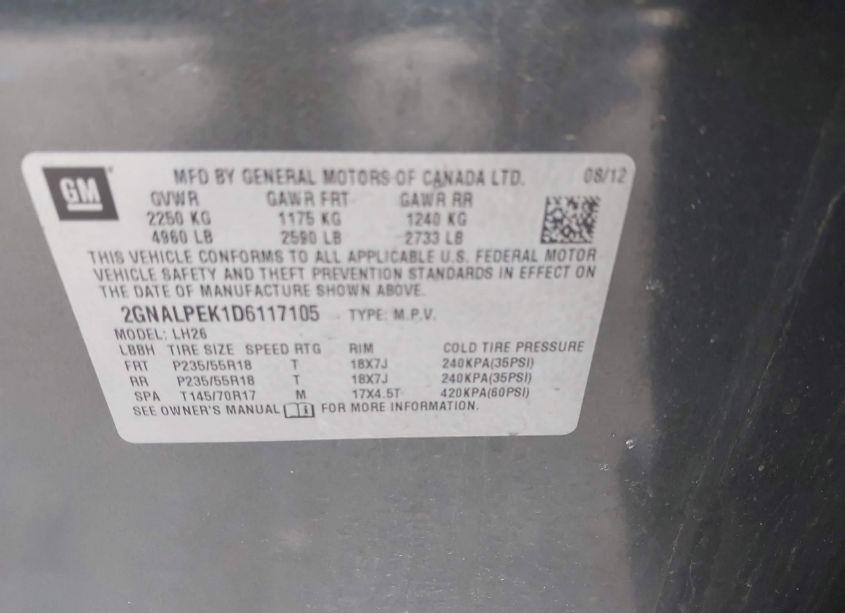 GM
MFD BY GENERAL MOTORS OF CANADA LTD. 08/12
GVWR GAWR FRT GAWR RR
2250 KG 1175 KG 1240 KG
4960 LB 2590 LB 2733 LB
THIS VEHICLE CONFORMS TO ALL APPLICABLE U.S. FEDERAL MOTOR
VEHICLE SAFETY AND THEFT PREVENTION STANDARDS IN EFFECT ON
THE DATE OF MANUFACTURE SHOWN ABOVE.
2GNALPEK1D6117105 TYPE: M.P.V.
MODEL: LH26
LBBH TIRE SIZE SPEED RTG RIM COLD TIRE PRESSURE
FRT P235/55R18 T 18X7J 240KPA(35PSI)
RR P235/55R18 T 18X7J 240KPA(35PSI)
SPA T145/70R17 M 17X4.5T 420KPA(60PSI)
SEE OWNER'S MANUAL FOR MORE INFORMATION.